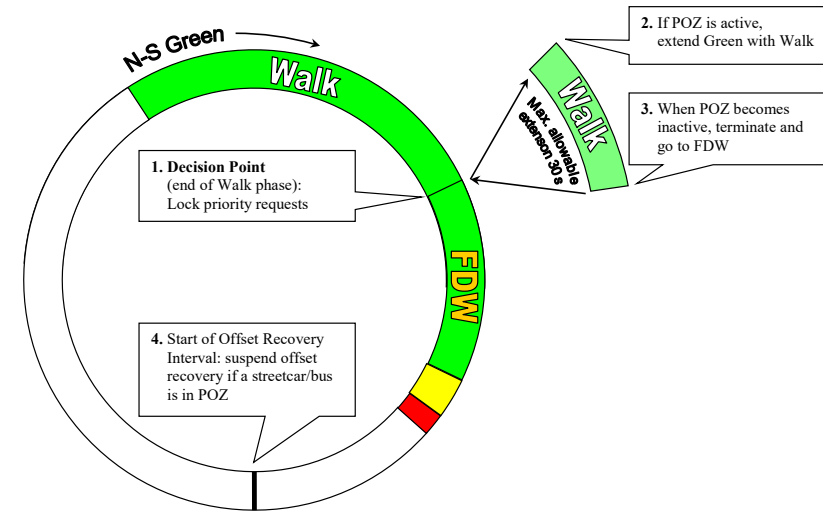 N-S Green
Walk
2. If POZ is active,
extend Green with Walk
Walk
Max. allowable
extenson 30 s
3. When POZ becomes
inactive, terminate and
go to FDW
1. Decision Point
(end of Walk phase):
Lock priority requests
FDW
4. Start of Offset Recovery
Interval: suspend offset
recovery if a streetcar/bus
is in POZ